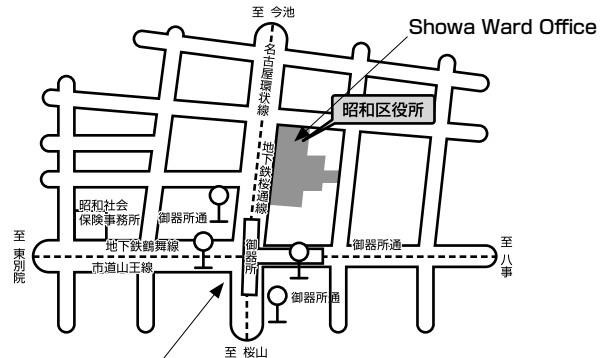 至 今池
Showa Ward Office
名古屋環状線
昭和区役所
地下鉄桜通線
昭和社会
保険事務所
御器所通
至 東別院
地下鉄鶴舞線
御器所
御器所通
至 八事
市道山王線
御器所通
至 桜山